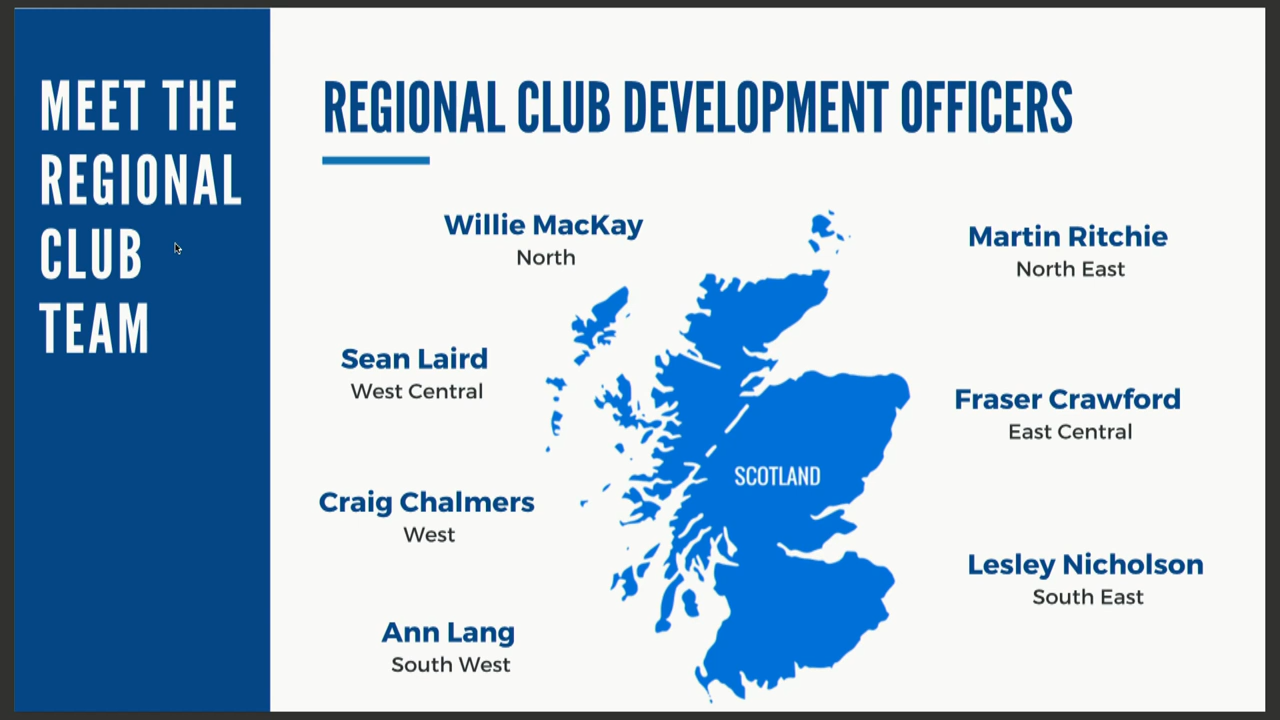 MEET THE
REGIONAL
CLUB
TEAM
REGIONAL CLUB DEVELOPMENT OFFICERS
Willie MacKay
North
Martin Ritchie
North East
Sean Laird
West Central
Fraser Crawford
East Central
SCOTLAND
Craig Chalmers
West
Lesley Nicholson
South East
Ann Lang
South West